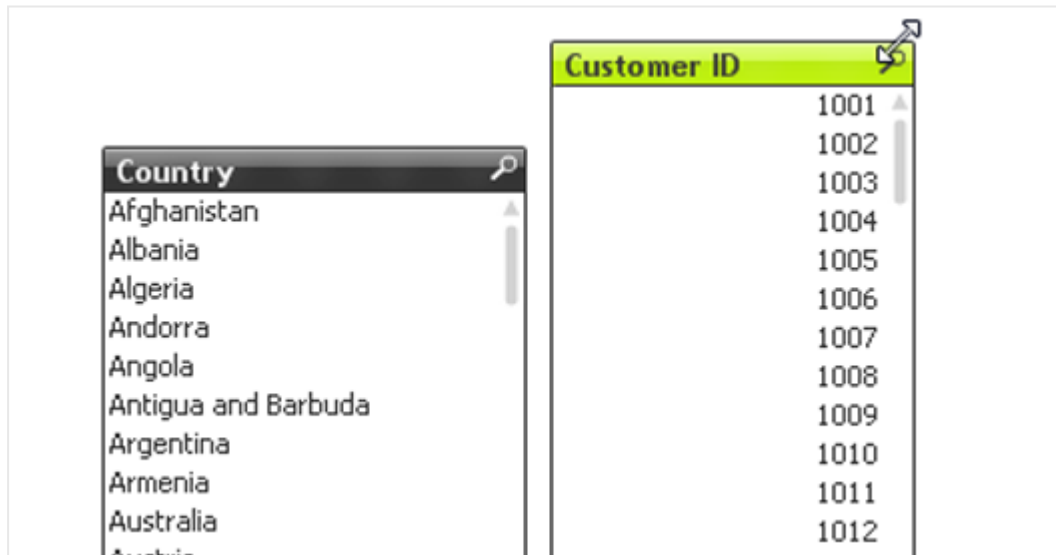 Customer ID
1001
1002
1003
1004
1005
1006
1007
1008
1009
1010
1011
1012
Country
Afghanistan
Albania
Algeria
Andorra
Angola
Antigua and Barbuda
Argentina
Armenia
Australia